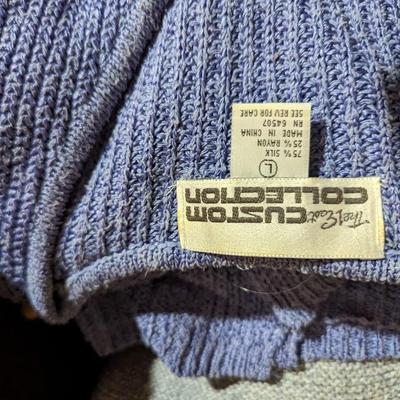 The East
CUSTOM
COLLECTION
L
75% SILK
25% RAYON
MADE IN CHINA
RN 64507
SEE REV FOR CARE